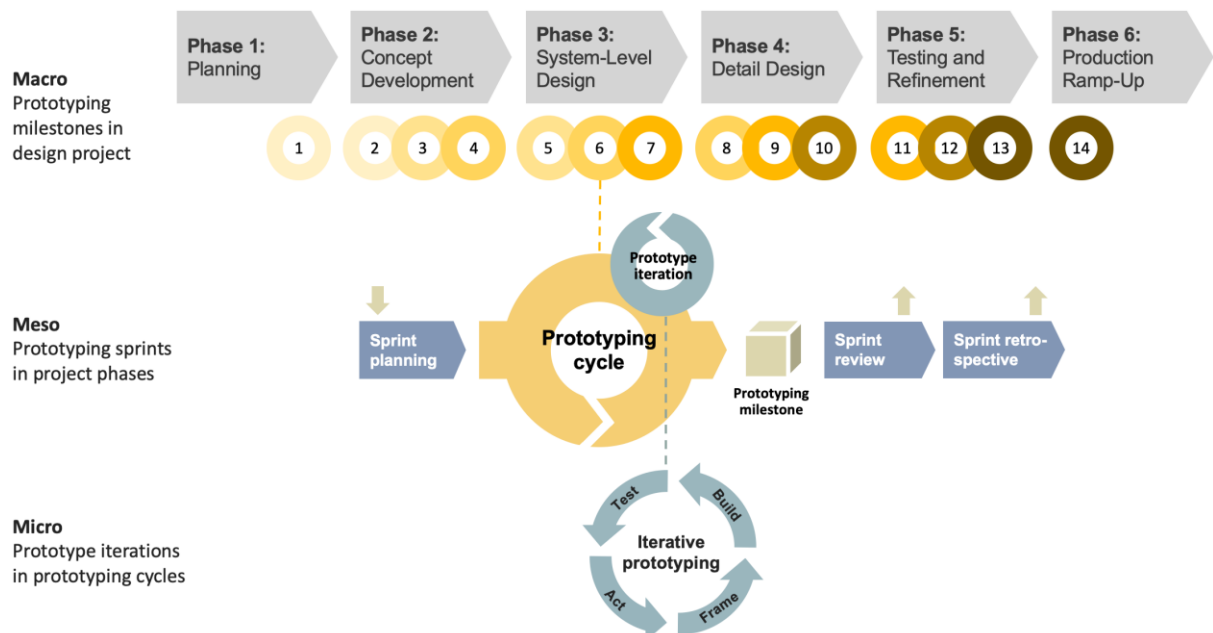 Phase 1:
Planning
Phase 2:
Concept
Development
Phase 3:
System-Level
Design
Phase 4:
Detail Design
Phase 5:
Testing and
Refinement
Phase 6:
Production
Ramp-Up
Macro
Prototyping
milestones in
design project
1
2
3
4
5
6
7
8
9
10
11
12
13
14
Prototype
iteration
Meso
Prototyping sprints
in project phases
Sprint
planning
Prototyping
cycle
Prototyping
milestone
Sprint
review
Sprint retro-
spective
Micro
Prototype iterations
in prototyping cycles
Test
Build
Iterative
prototyping
Act
Frame